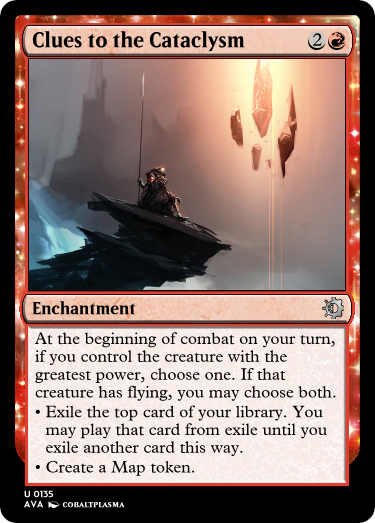 Clues to the Cataclysm 2
Enchantment
At the beginning of combat on your turn,
if you control the creature with the
greatest power, choose one. If that
creature has flying, you may choose both.
• Exile the top card of your library. You
may play that card from exile until you
exile another card this way.
• Create a Map token.
U 0135
AVA COBALTPLASMA